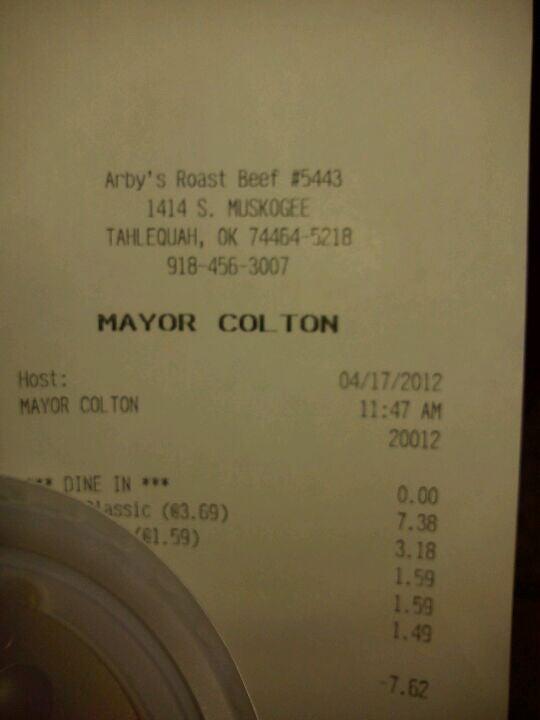 Arby's Roast Beef #5443
1414 S. MUSKOGEE
TAHLEQUAH, OK 74464-5218
918-456-3007
MAYOR COLTON
Host: 04/17/2012
MAYOR COLTON 11:47 AM
20012
** DINE IN *** 0.00
lassic (@3.69) 7.38
(@1.59) 3.18
1.59
1.59
1.49
-7.62